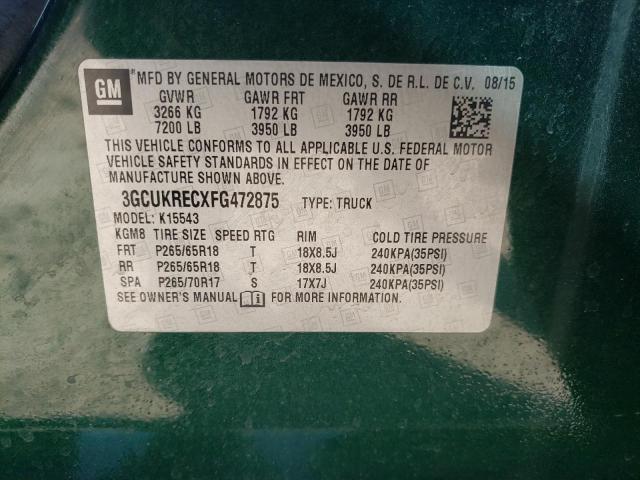 GM ®MFD BY GENERAL MOTORS DE MEXICO, S. DE R.L. DE C.V. 08/15
GVWR GAWR FRT GAWR RR
3266 KG 1792 KG 1792 KG
7200 LB 3950 LB 3950 LB
THIS VEHICLE CONFORMS TO ALL APPLICABLE U.S. FEDERAL MOTOR
VEHICLE SAFETY STANDARDS IN EFFECT ON THE DATE OF
MANUFACTURE SHOWN ABOVE.
3GCUKRECXFG472875 TYPE: TRUCK
MODEL: K15543
KGM8 TIRE SIZE SPEED RTG RIM COLD TIRE PRESSURE
FRT P265/65R18 T 18X8.5J 240KPA(35PSI)
RR P265/65R18 T 18X8.5J 240KPA(35PSI)
SPA P265/70R17 S 17X7J 240KPA(35PSI)
SEE OWNER'S MANUAL FOR MORE INFORMATION.